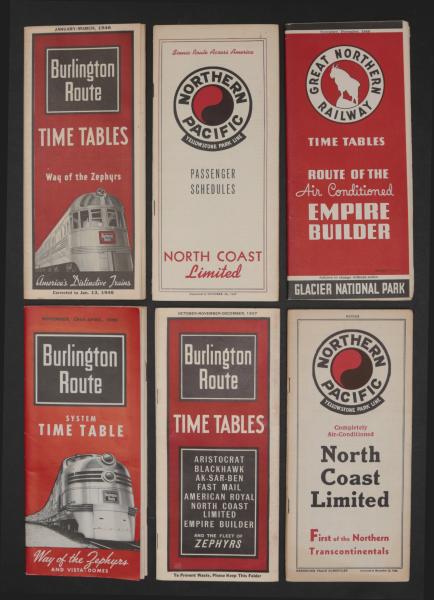 JANUARY-MARCH, 1946
Burlington
Route
TIME TABLES
Way of the Zephyrs
America's Distinctive Trains
Corrected to Jan. 13, 1946
Scenic Route Across America
NORTHERN
PACIFIC
YELLOWSTONE PARK LINE
PASSENGER
SCHEDULES
NORTH COAST
Limited
GREAT NORTHERN
RAILWAY
TIME TABLES
ROUTE OF THE
Air Conditioned
EMPIRE
BUILDER
GLACIER NATIONAL PARK
Burlington
Route
SYSTEM
TIME TABLE
Way of the Zephyrs
AND VISTA-DOMES
OCTOBER-NOVEMBER-DECEMBER, 1937
Burlington
Route
TIME TABLES
ARISTOCRAT
BLACKHAWK
AK-SAR-BEN
FAST MAIL
AMERICAN ROYAL
NORTH COAST
LIMITED
EMPIRE BUILDER
AND THE FLEET OF
ZEPHYRS
To Prevent Waste, Please Keep This Folder
NORTHERN
PACIFIC
YELLOWSTONE PARK LINE
Completely
Air-Conditioned
North
Coast
Limited
First of the Northern
Transcontinentals